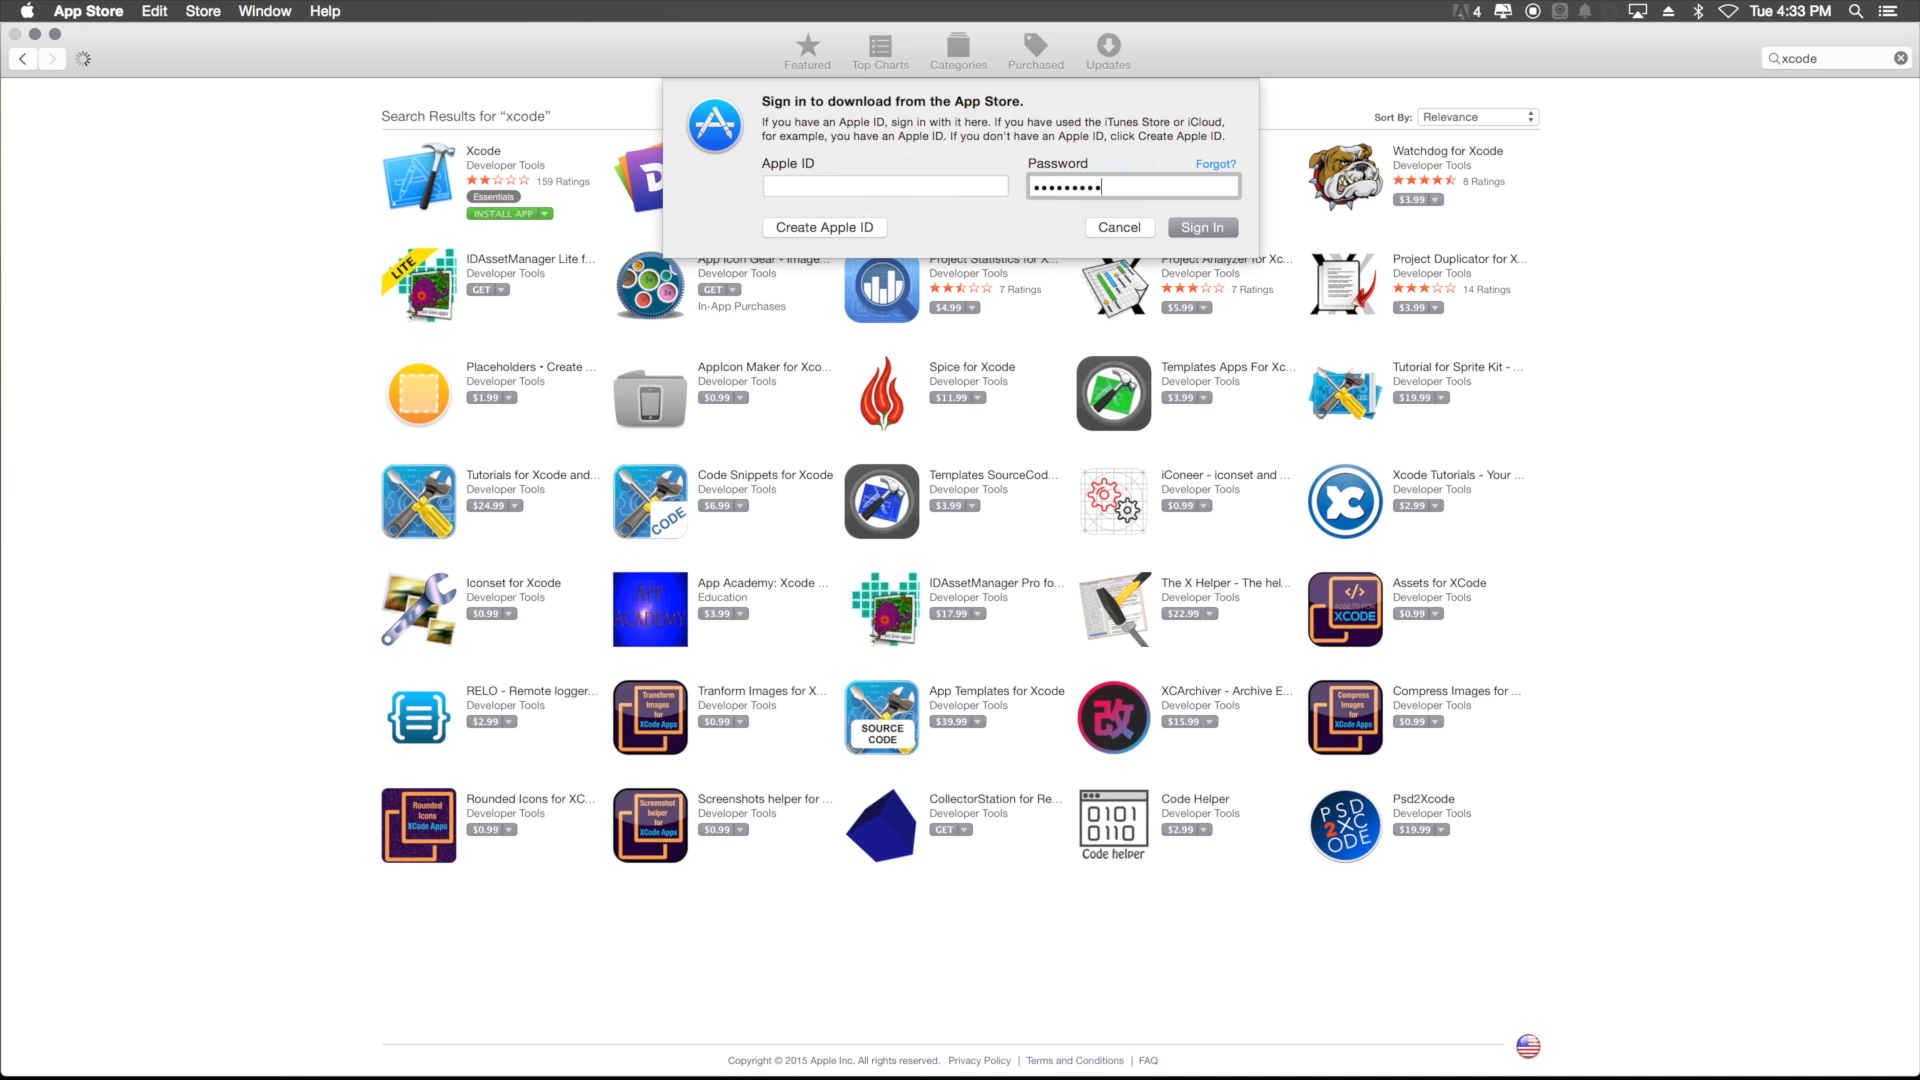 App Store Edit Store Window Help
4 Tue 4:33 PM
Featured Top Charts Categories Purchased Updates
xcode
Sign in to download from the App Store.
If you have an Apple ID, sign in with it here. If you have used the iTunes Store or iCloud,
for example, you have an Apple ID. If you don't have an Apple ID, click Create Apple ID.
Apple ID
Password Forgot?
•••••••••
Create Apple ID Cancel Sign In
Search Results for “xcode”
Sort By: Relevance
Xcode
Developer Tools
159 Ratings
Essentials
INSTALL APP
D
Watchdog for Xcode
Developer Tools
8 Ratings
$3.99
LITE
IDAssetManager Lite f...
Developer Tools
GET
App Icon Gear - Image...
Developer Tools
GET
In-App Purchases
Project Statistics for X...
Developer Tools
7 Ratings
$4.99
Project Analyzer for Xc...
Developer Tools
7 Ratings
$5.99
Project Duplicator for X...
Developer Tools
14 Ratings
$3.99
Placeholders • Create ...
Developer Tools
$1.99
AppIcon Maker for Xco...
Developer Tools
$0.99
Spice for Xcode
Developer Tools
$11.99
Templates Apps For Xc...
Developer Tools
$3.99
Tutorial for Sprite Kit - ...
Developer Tools
$19.99
Tutorials for Xcode and...
Developer Tools
$24.99
CODE
Code Snippets for Xcode
Developer Tools
$6.99
Templates SourceCod...
Developer Tools
$3.99
iConeer - iconset and ...
Developer Tools
$0.99
XC
Xcode Tutorials - Your ...
Developer Tools
$2.99
Iconset for Xcode
Developer Tools
$0.99
APP
ACADEMY
App Academy: Xcode ...
Education
$3.99
IDAssetManager Pro fo...
Developer Tools
$17.99
The X Helper - The hel...
Developer Tools
$22.99
</>
ASSETS FOR
XCODE
Assets for XCode
Developer Tools
$0.99
RELO - Remote logger...
Developer Tools
$2.99
Transform
Images
for
XCode Apps
Tranform Images for X...
Developer Tools
$0.99
SOURCE
CODE
App Templates for Xcode
Developer Tools
$39.99
改
XCArchiver - Archive E...
Developer Tools
$15.99
Compress
Images
for
XCode Apps
Compress Images for ...
Developer Tools
$0.99
Rounded
Icons
XCode Apps
Rounded Icons for XC...
Developer Tools
$0.99
Screenshot
helper
for
XCode Apps
Screenshots helper for ...
Developer Tools
$0.99
CollectorStation for Re...
Developer Tools
GET
0101
0110
Code helper
Code Helper
Developer Tools
$2.99
PSD
2XC
ODE
Psd2Xcode
Developer Tools
$19.99
Copyright © 2015 Apple Inc. All rights reserved. Privacy Policy | Terms and Conditions | FAQ